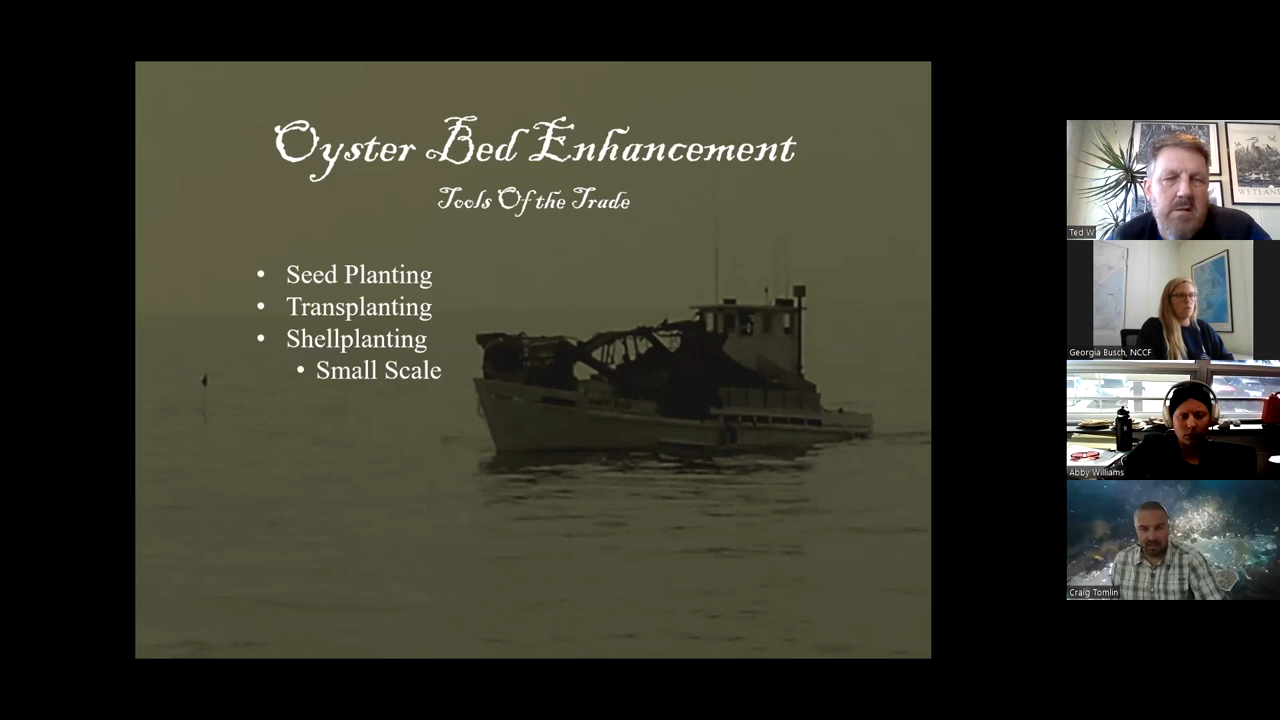 Oyster Bed Enhancement
Tools Of the Trade
• Seed Planting
• Transplanting
• Shellplanting
• Small Scale
WETLAN
Ted W
Georgia Busch, NCCF
Abby Williams
Craig Tomlin